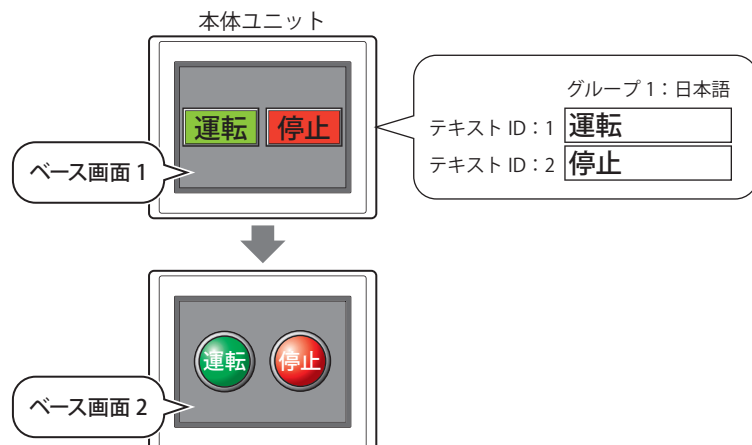 本体ユニット
運転 停止
ベース画面 1
グループ 1：日本語
テキスト ID：1 運転
テキスト ID：2 停止
運転 停止
ベース画面 2